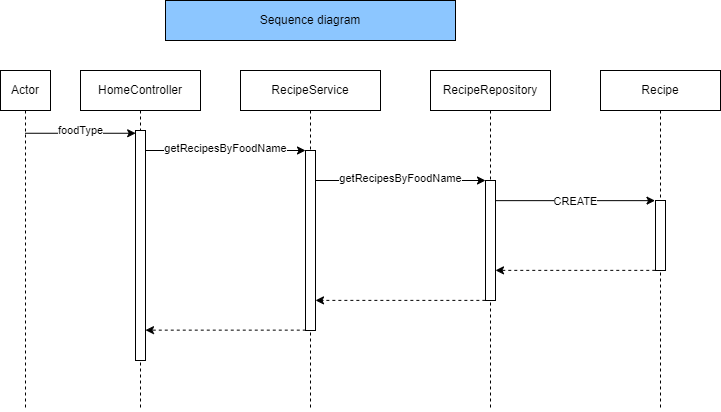 Sequence diagram
Actor
HomeController
RecipeService
RecipeRepository
Recipe
foodType
getRecipesByFoodName
getRecipesByFoodName
CREATE